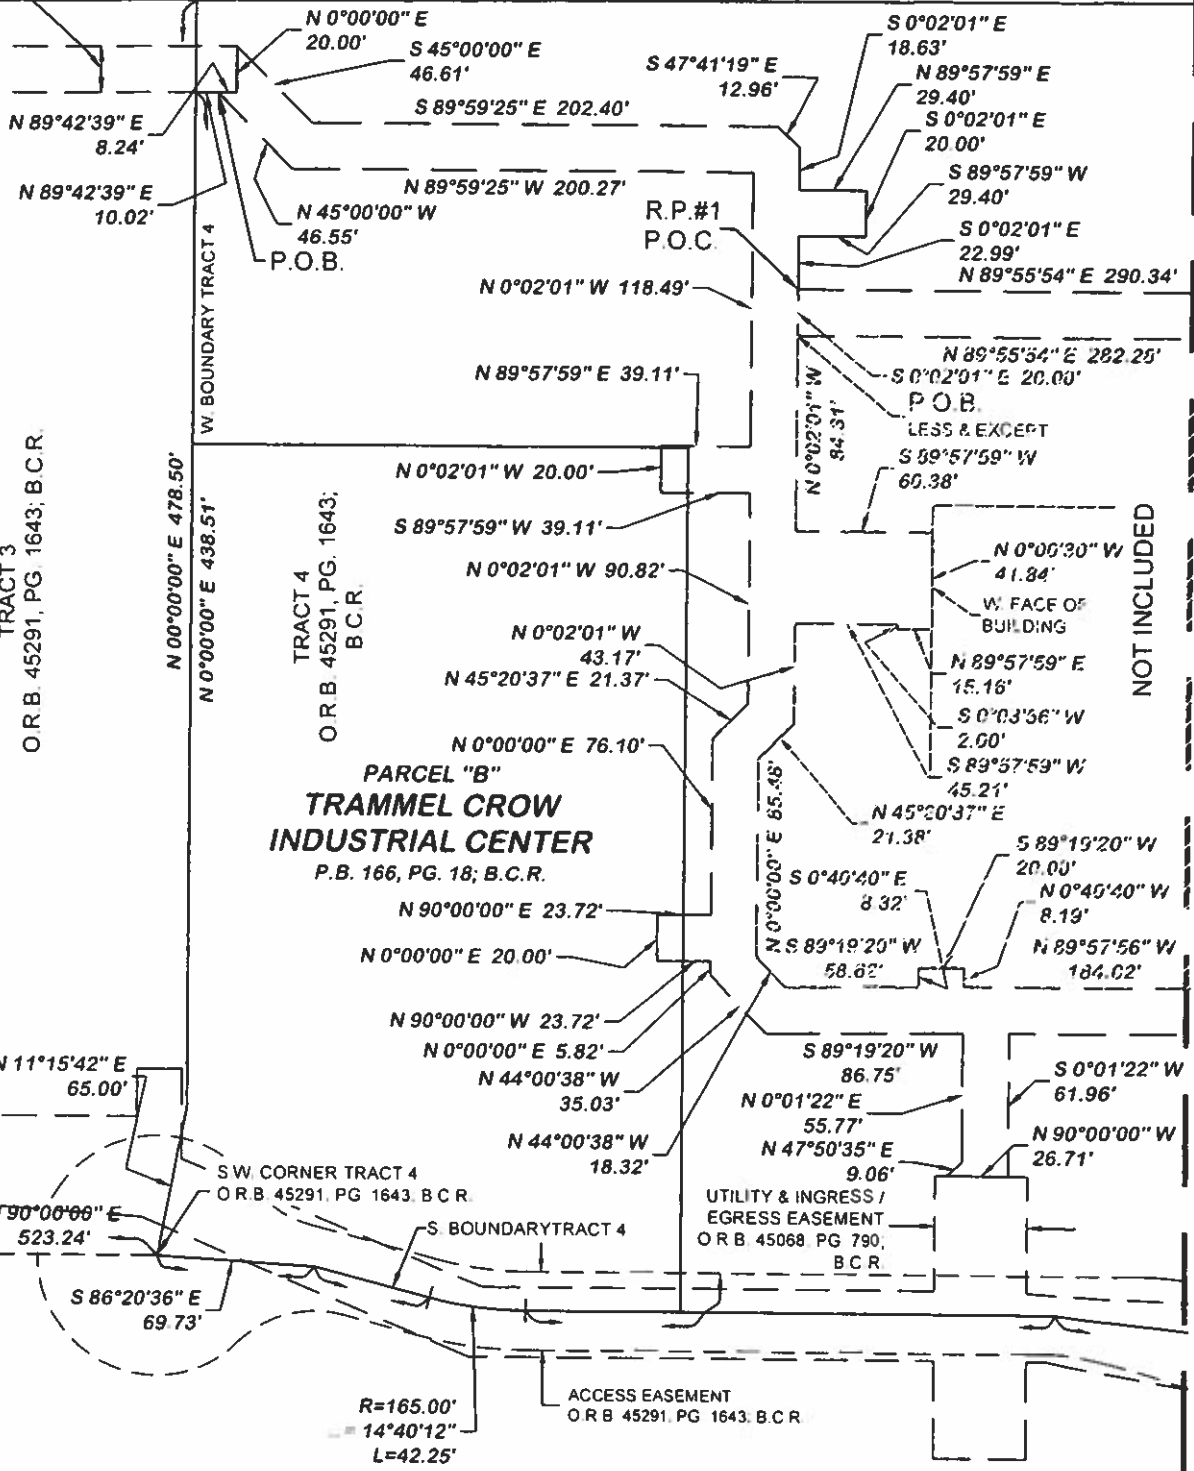 N 0°00'00" E
20.00'
S 45°00'00" E
46.61'
S 89°59'25" E 202.40'
S 47°41'19" E
12.96'
S 0°02'01" E
18.63'
N 89°57'59" E
29.40'
S 0°02'01" E
20.00'
S 89°57'59" W
29.40'
S 0°02'01" E
22.99'
N 89°55'54" E 290.34'
N 89°42'39" E
8.24'
N 89°42'39" E
10.02'
N 89°59'25" W 200.27'
N 45°00'00" W
46.55'
P.O.B.
R.P.#1
P.O.C.
W. BOUNDARY TRACT 4
N 0°02'01" W 118.49'
N 89°55'54" E 282.26'
S 0°02'01" E 20.00'
P.O.B.
LESS & EXCEPT
N 89°57'59" E 39.11'
N 0°02'01" W
84.31'
S 89°57'59" W
60.38'
N 0°02'01" W 20.00'
S 89°57'59" W 39.11'
N 0°02'01" W 90.82'
N 0°00'30" W
41.84'
W. FACE OF
BUILDING
NOT INCLUDED
TRACT 3
O.R.B. 45291, PG. 1643; B.C.R.
N 00°00'00" E 478.50'
N 0°00'00" E 438.51'
TRACT 4
O.R.B. 45291, PG. 1643;
B.C.R.
N 0°02'01" W
43.17'
N 45°20'37" E 21.37'
N 89°57'59" E
15.16'
S 0°03'56" W
2.00'
S 89°57'59" W
45.21'
N 0°00'00" E 76.10'
PARCEL "B"
TRAMMEL CROW
INDUSTRIAL CENTER
P.B. 166, PG. 18; B.C.R.
N 0°00'00" E 65.46'
N 45°20'37" E
21.38'
S 89°19'20" W
20.00'
S 0°40'40" E
8.32'
N 0°40'40" W
8.19'
N 90°00'00" E 23.72'
N 0°00'00" E 20.00'
S 89°19'20" W
58.62'
N 89°57'56" W
184.02'
N 90°00'00" W 23.72'
N 0°00'00" E 5.82'
N 44°00'38" W
35.03'
N 44°00'38" W
18.32'
S 89°19'20" W
86.75'
N 0°01'22" E
55.77'
N 47°50'35" E
9.06'
S 0°01'22" W
61.96'
N 90°00'00" W
26.71'
N 11°15'42" E
65.00'
S.W. CORNER TRACT 4
O.R.B. 45291, PG 1643, B.C.R.
90°00'00" E
523.24'
S. BOUNDARY TRACT 4
UTILITY & INGRESS /
EGRESS EASEMENT
O.R.B. 45068, PG 790;
B.C.R.
S 86°20'36" E
69.73'
R=165.00'
= 14°40'12"
L=42.25'
ACCESS EASEMENT
O.R.B. 45291, PG 1643, B.C.R.